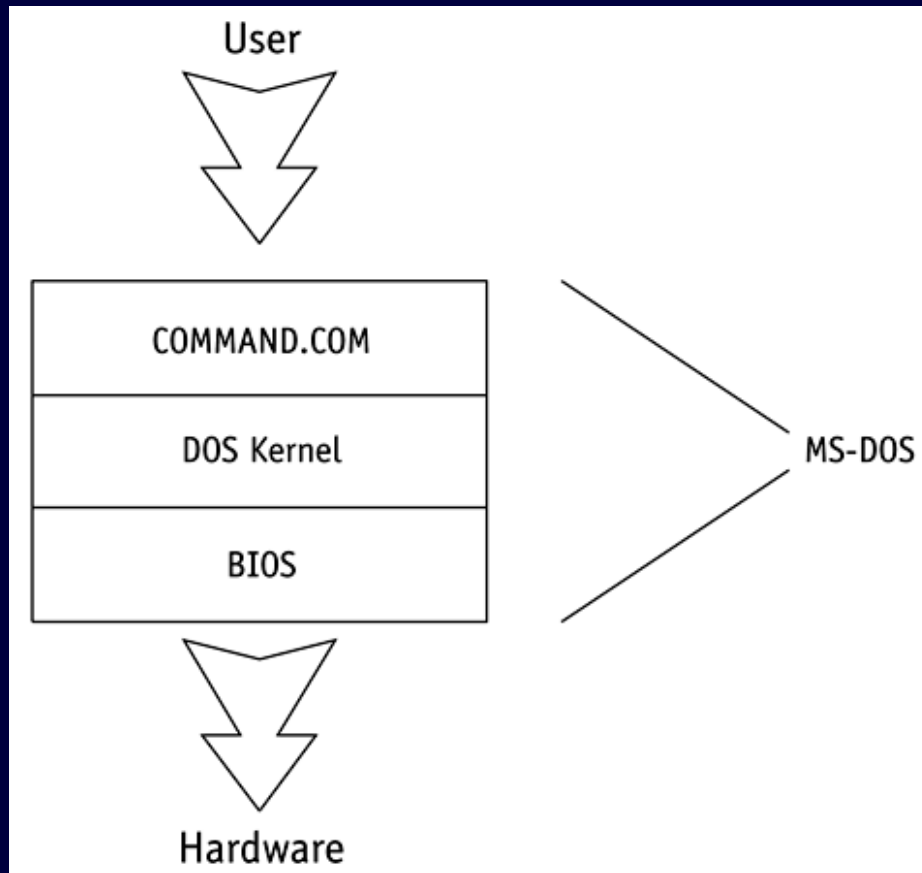 User
COMMAND.COM
DOS Kernel
MS-DOS
BIOS
Hardware